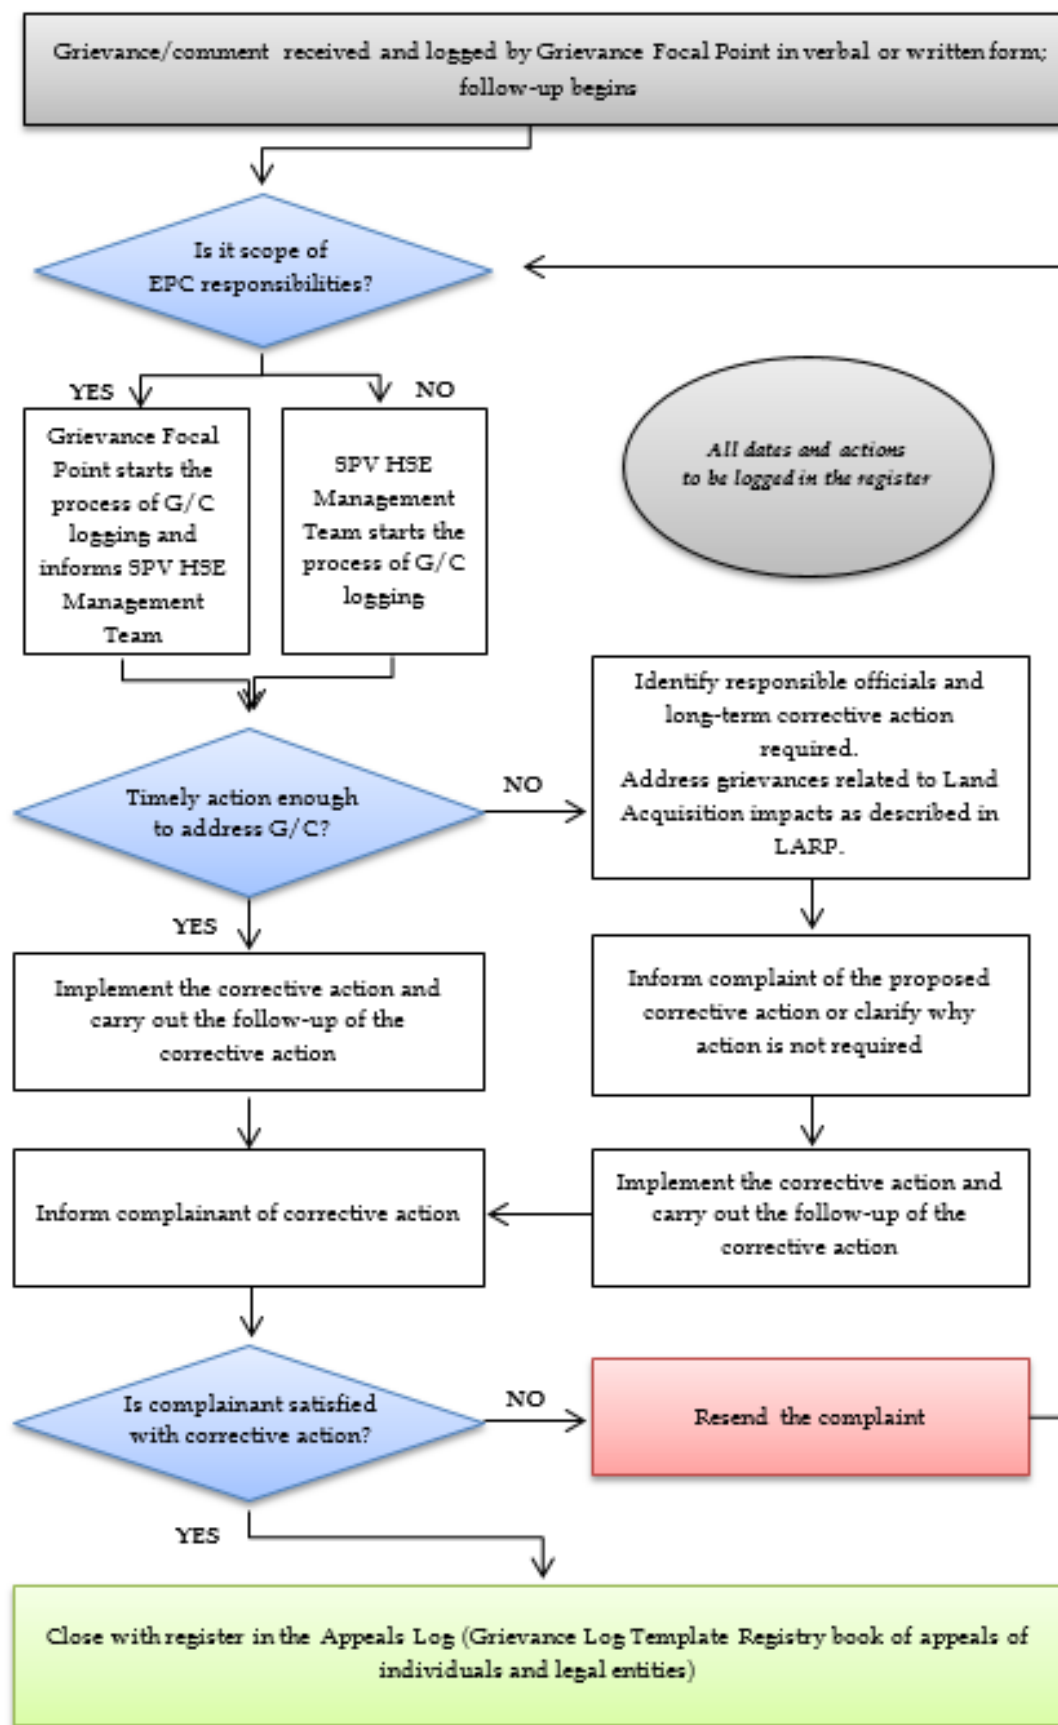 Grievance/comment received and logged by Grievance Focal Point in verbal or written form;
follow-up begins
Is it scope of
EPC responsibilities?
YES
NO
Grievance Focal
Point starts the
process of G/C
logging and
informs SPV HSE
Management
Team
SPV HSE
Management
Team starts the
process of G/C
logging
All dates and actions
to be logged in the register
Timely action enough
to address G/C?
NO
Identify responsible officials and
long-term corrective action
required.
Address grievances related to Land
Acquisition impacts as described in
LARP.
YES
Implement the corrective action and
carry out the follow-up of the
corrective action
Inform complaint of the proposed
corrective action or clarify why
action is not required
Inform complainant of corrective action
Implement the corrective action and
carry out the follow-up of the
corrective action
Is complainant satisfied
with corrective action?
NO
Resend the complaint
YES
Close with register in the Appeals Log (Grievance Log Template Registry book of appeals of
individuals and legal entities)